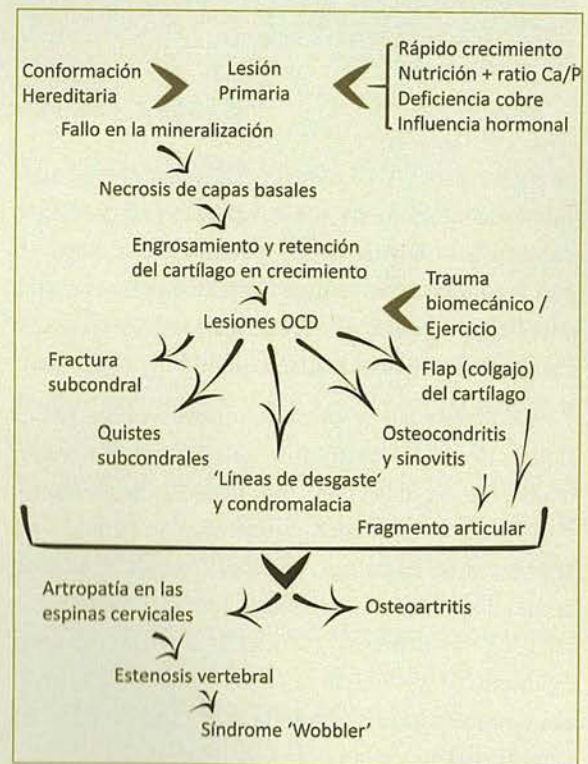 Conformación
Hereditaria
Lesión
Primaria
Rápido crecimiento
Nutrición + ratio Ca/P
Deficiencia cobre
Influencia hormonal
Fallo en la mineralización
Necrosis de capas basales
Engrosamiento y retención
del cartílago en crecimiento
Trauma
biomecánico /
Ejercicio
Lesiones OCD
Fractura
subcondral
Flap (colgajo)
del cartílago
Quistes
subcondrales
Osteocondritis
y sinovitis
'Líneas de desgaste'
y condromalacia
Fragmento articular
Artropatía en las
espinas cervicales
Osteoartritis
Estenosis vertebral
Síndrome 'Wobbler'